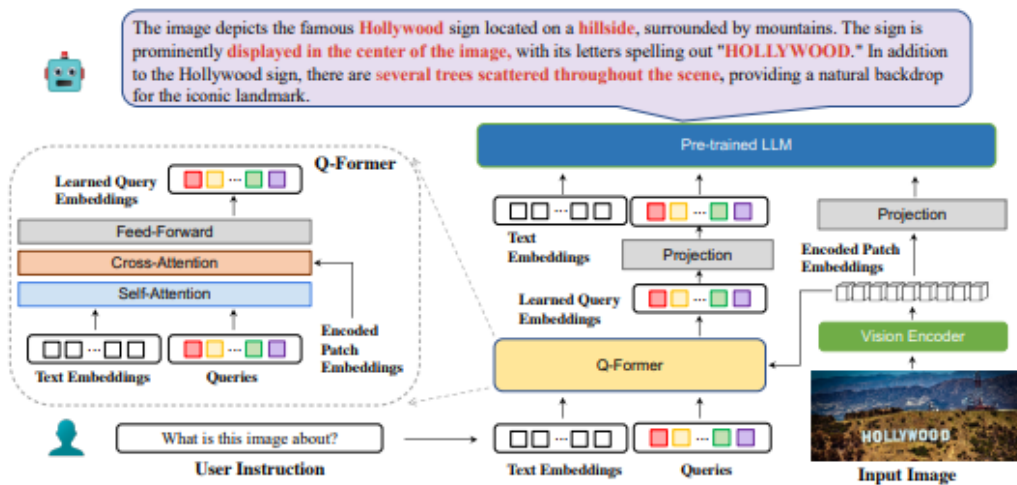 The image depicts the famous Hollywood sign located on a hillside, surrounded by mountains. The sign is
prominently displayed in the center of the image, with its letters spelling out "HOLLYWOOD." In addition
to the Hollywood sign, there are several trees scattered throughout the scene, providing a natural backdrop
for the iconic landmark.
Q-Former
Learned Query
Embeddings
...
Feed-Forward
Cross-Attention
Self-Attention
...
...
Text Embeddings
Queries
Encoded
Patch
Embeddings
Pre-trained LLM
...
...
Text
Embeddings
Projection
Projection
Learned Query
Embeddings
...
Encoded Patch
Embeddings
Q-Former
Vision Encoder
HOLLYWOOD
What is this image about?
User Instruction
...
...
Text Embeddings
Queries
Input Image